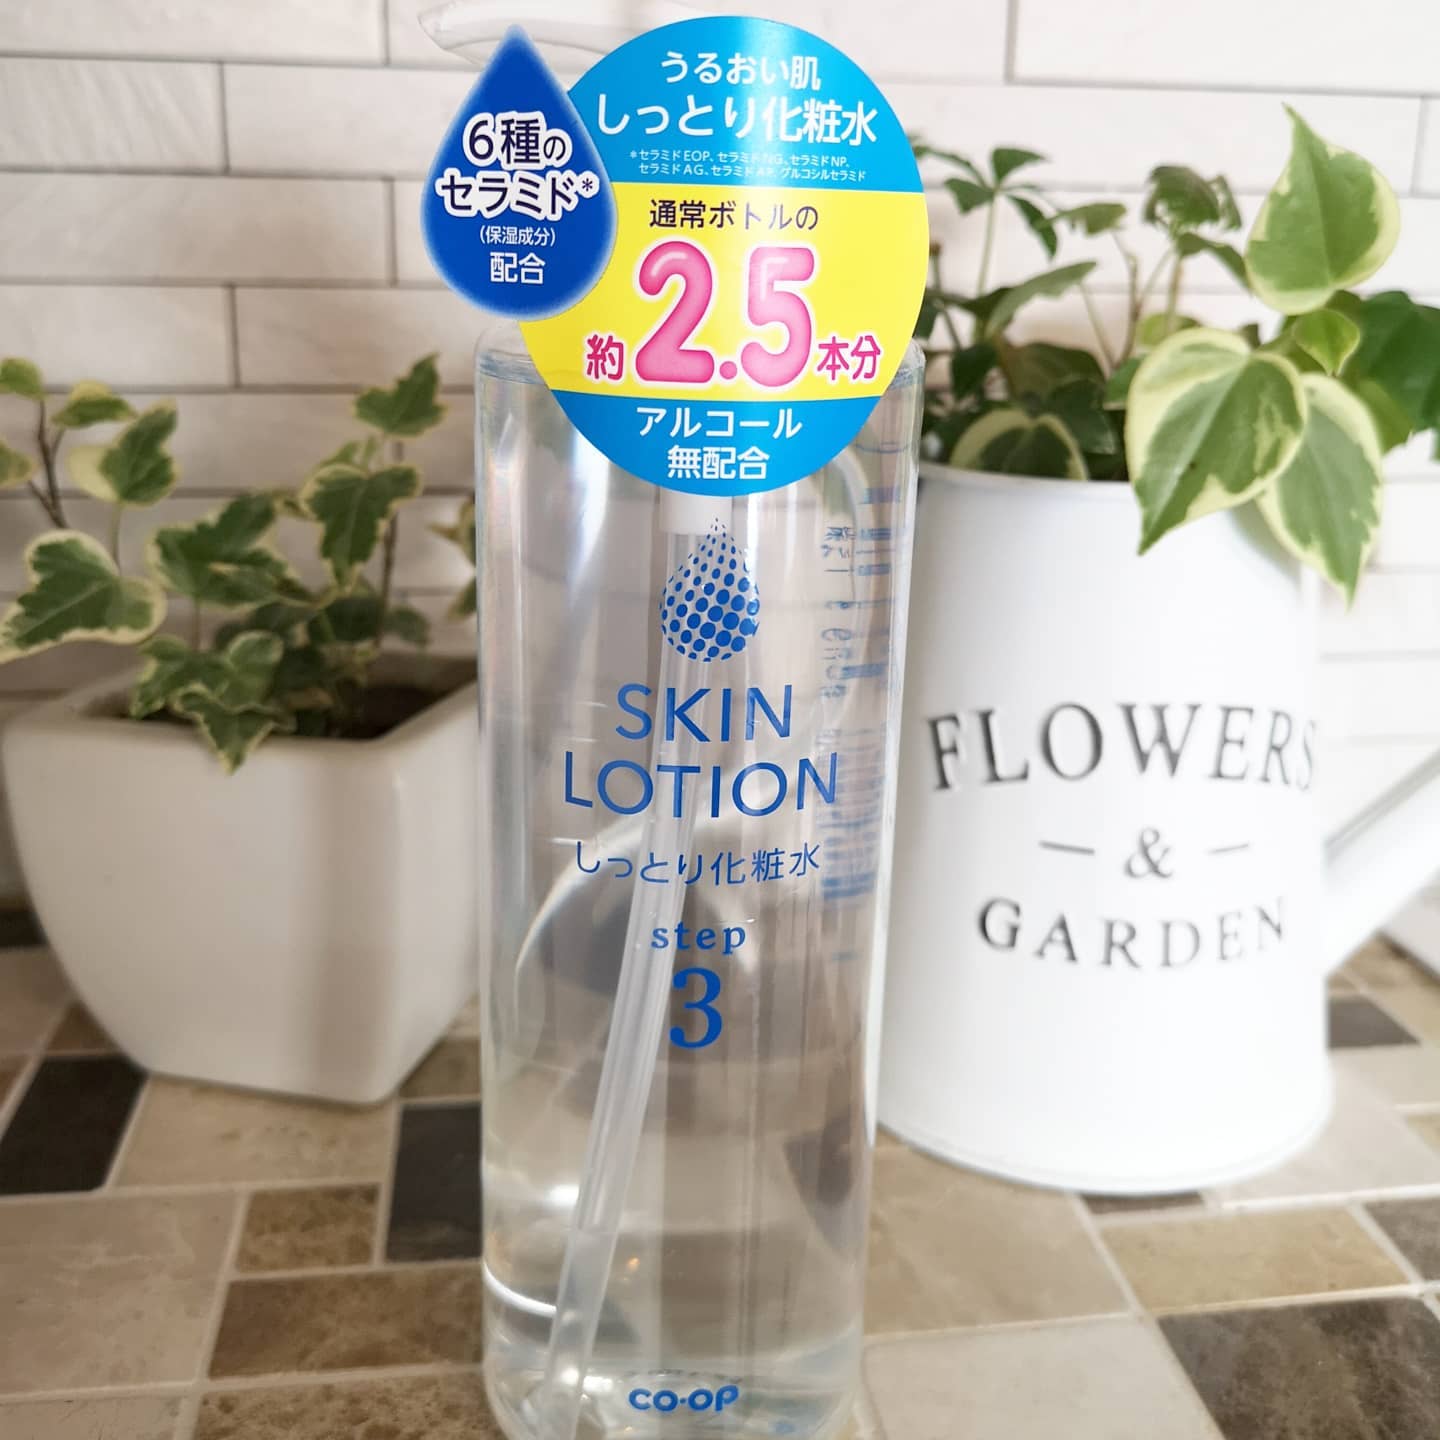 6種の
セラミド*
(保湿成分)
配合
うるおい肌
しっとり化粧水
*セラミドEOP、セラミドNG、セラミドNP、
セラミドAG、セラミドAP、グルコシルセラミド
通常ボトルの
約2.5本分
アルコール
無配合
SKIN
LOTION
しっとり化粧水
step
3
CO・OP
FLOWERS
&
GARDEN